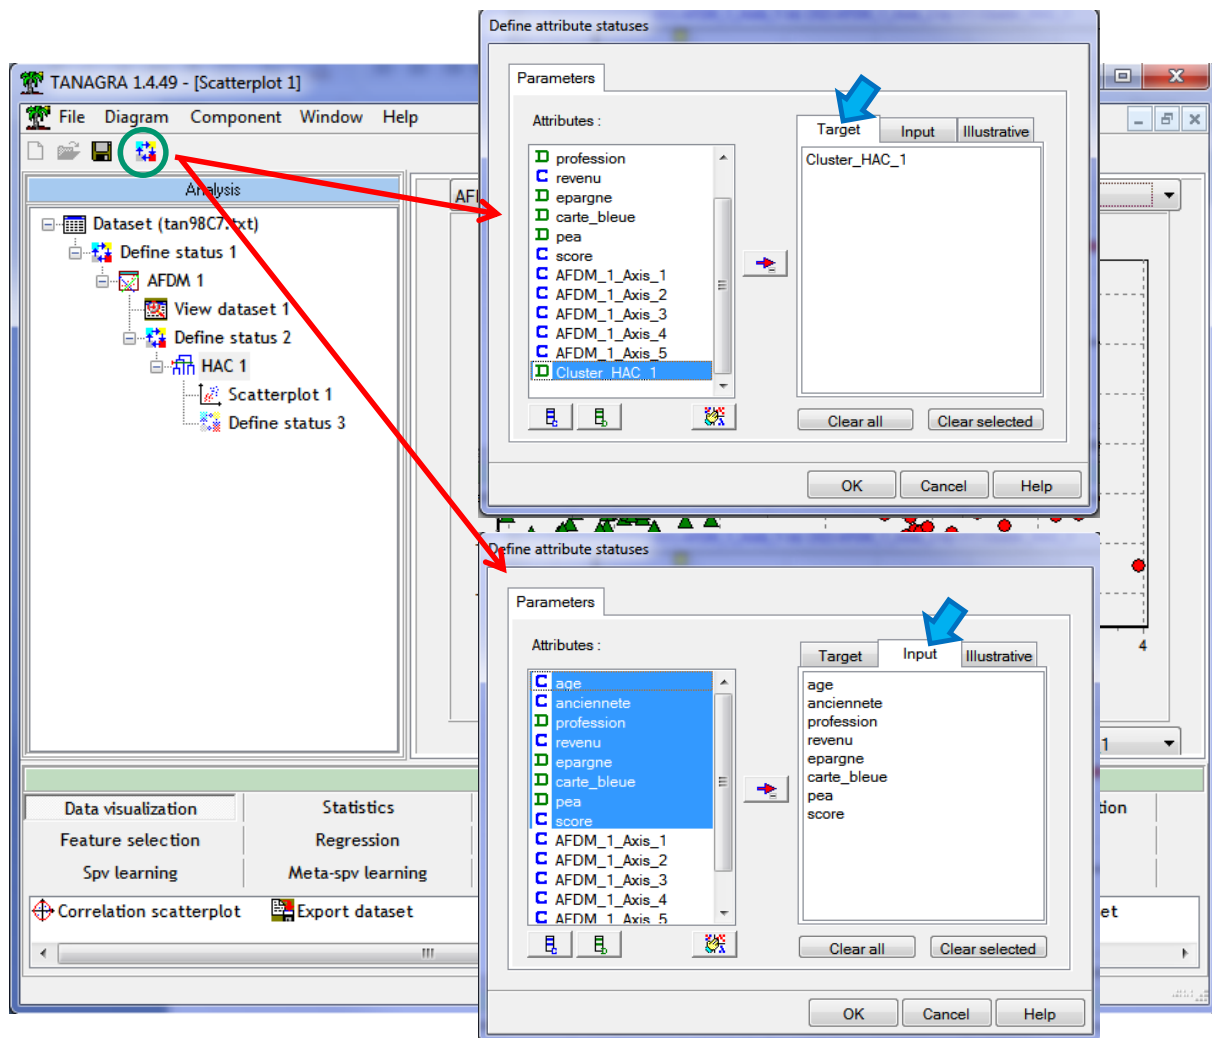 Define attribute statuses
TANAGRA 1.4.49 - [Scatterplot 1]
File Diagram Component Window Help
Analysis
Dataset (tan98C7.txt)
Define status 1
AFDM 1
View dataset 1
Define status 2
HAC 1
Scatterplot 1
Define status 3
Parameters
Attributes :
profession
revenu
epargne
carte_bleue
pea
score
AFDM_1_Axis_1
AFDM_1_Axis_2
AFDM_1_Axis_3
AFDM_1_Axis_4
AFDM_1_Axis_5
Cluster_HAC_1
Target Input Illustrative
Cluster_HAC_1
Clear all Clear selected
OK Cancel Help
Define attribute statuses
Parameters
Attributes :
age
anciennete
profession
revenu
epargne
carte_bleue
pea
score
AFDM_1_Axis_1
AFDM_1_Axis_2
AFDM_1_Axis_3
AFDM_1_Axis_4
AFDM_1_Axis_5
Target Input Illustrative
age
anciennete
profession
revenu
epargne
carte_bleue
pea
score
Clear all Clear selected
OK Cancel Help
4
1
Data visualization Statistics
Feature selection Regression
Spv learning Meta-spv learning
Correlation scatterplot Export dataset